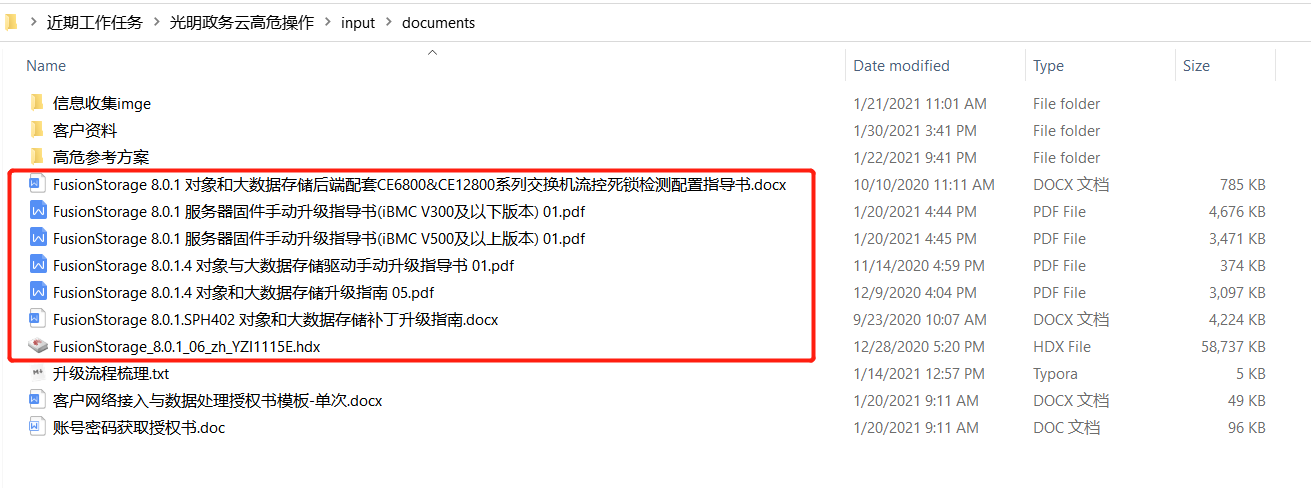 近期工作任务 > 光明政务云高危操作 > input > documents
Name Date modified Type Size
信息收集imge 1/21/2021 11:01 AM File folder
客户资料 1/30/2021 3:41 PM File folder
高危参考方案 1/22/2021 9:41 PM File folder
FusionStorage 8.0.1 对象和大数据存储后端配套CE6800&CE12800系列交换机流控死锁检测配置指导书.docx 10/10/2020 11:11 AM DOCX 文档 785 KB
FusionStorage 8.0.1 服务器固件手动升级指导书(iBMC V300及以下版本) 01.pdf 1/20/2021 4:44 PM PDF File 4,676 KB
FusionStorage 8.0.1 服务器固件手动升级指导书(iBMC V500及以上版本) 01.pdf 1/20/2021 4:45 PM PDF File 3,471 KB
FusionStorage 8.0.1.4 对象与大数据存储驱动手动升级指导书 01.pdf 11/14/2020 4:59 PM PDF File 374 KB
FusionStorage 8.0.1.4 对象和大数据存储升级指南 05.pdf 12/9/2020 4:04 PM PDF File 3,097 KB
FusionStorage 8.0.1.SPH402 对象和大数据存储补丁升级指南.docx 9/23/2020 10:07 AM DOCX 文档 4,224 KB
FusionStorage_8.0.1_06_zh_YZI1115E.hdx 12/28/2020 5:20 PM HDX File 58,737 KB
升级流程梳理.txt 1/14/2021 12:57 PM Typora 5 KB
客户网络接入与数据处理授权书模板-单次.docx 1/20/2021 9:11 AM DOCX 文档 49 KB
账号密码获取授权书.doc 1/20/2021 9:11 AM DOC 文档 96 KB